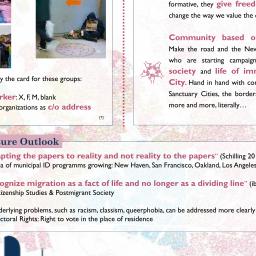 formative, they give freed
change the way we value the c
Community based o
Make the road and the New
who are starting campaign
society and life of imm
City. Hand in hand with co
Sanctuary Cities, the border
more and more, literally...
y the card for these groups:
rker; X, F, M, blank
organizations as c/o address
(7)
ure Outlook
apting the papers to reality and not reality to the papers" (Schilling 20
a of municipal ID programms growing: New Haven, San Francisco, Oakland, Los Angeles
ognize migration as a fact of life and no longer as a dividing line" (ib
izenship Studies & Postmigrant Society
derlying problems, such as racism, classism, queerphobia, can be addressed more clearly
ctoral Rights: Right to vote in the place of residence